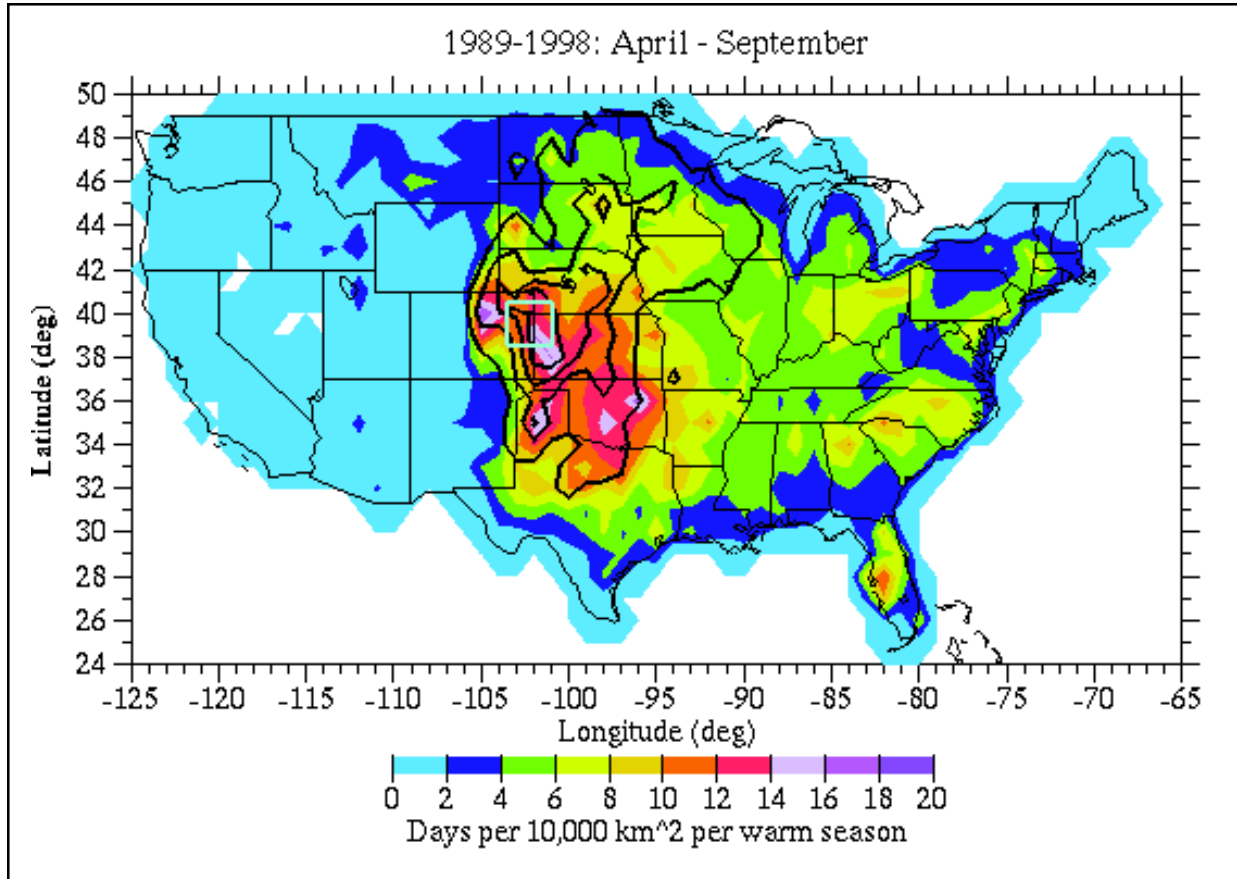 1989-1998: April - September
50
48
46
44
42
40
38
36
34
32
30
28
26
24
Latitude (deg)
-125 -120 -115 -110 -105 -100 -95 -90 -85 -80 -75 -70 -65
Longitude (deg)
0 2 4 6 8 10 12 14 16 18 20
Days per 10,000 km^2 per warm season